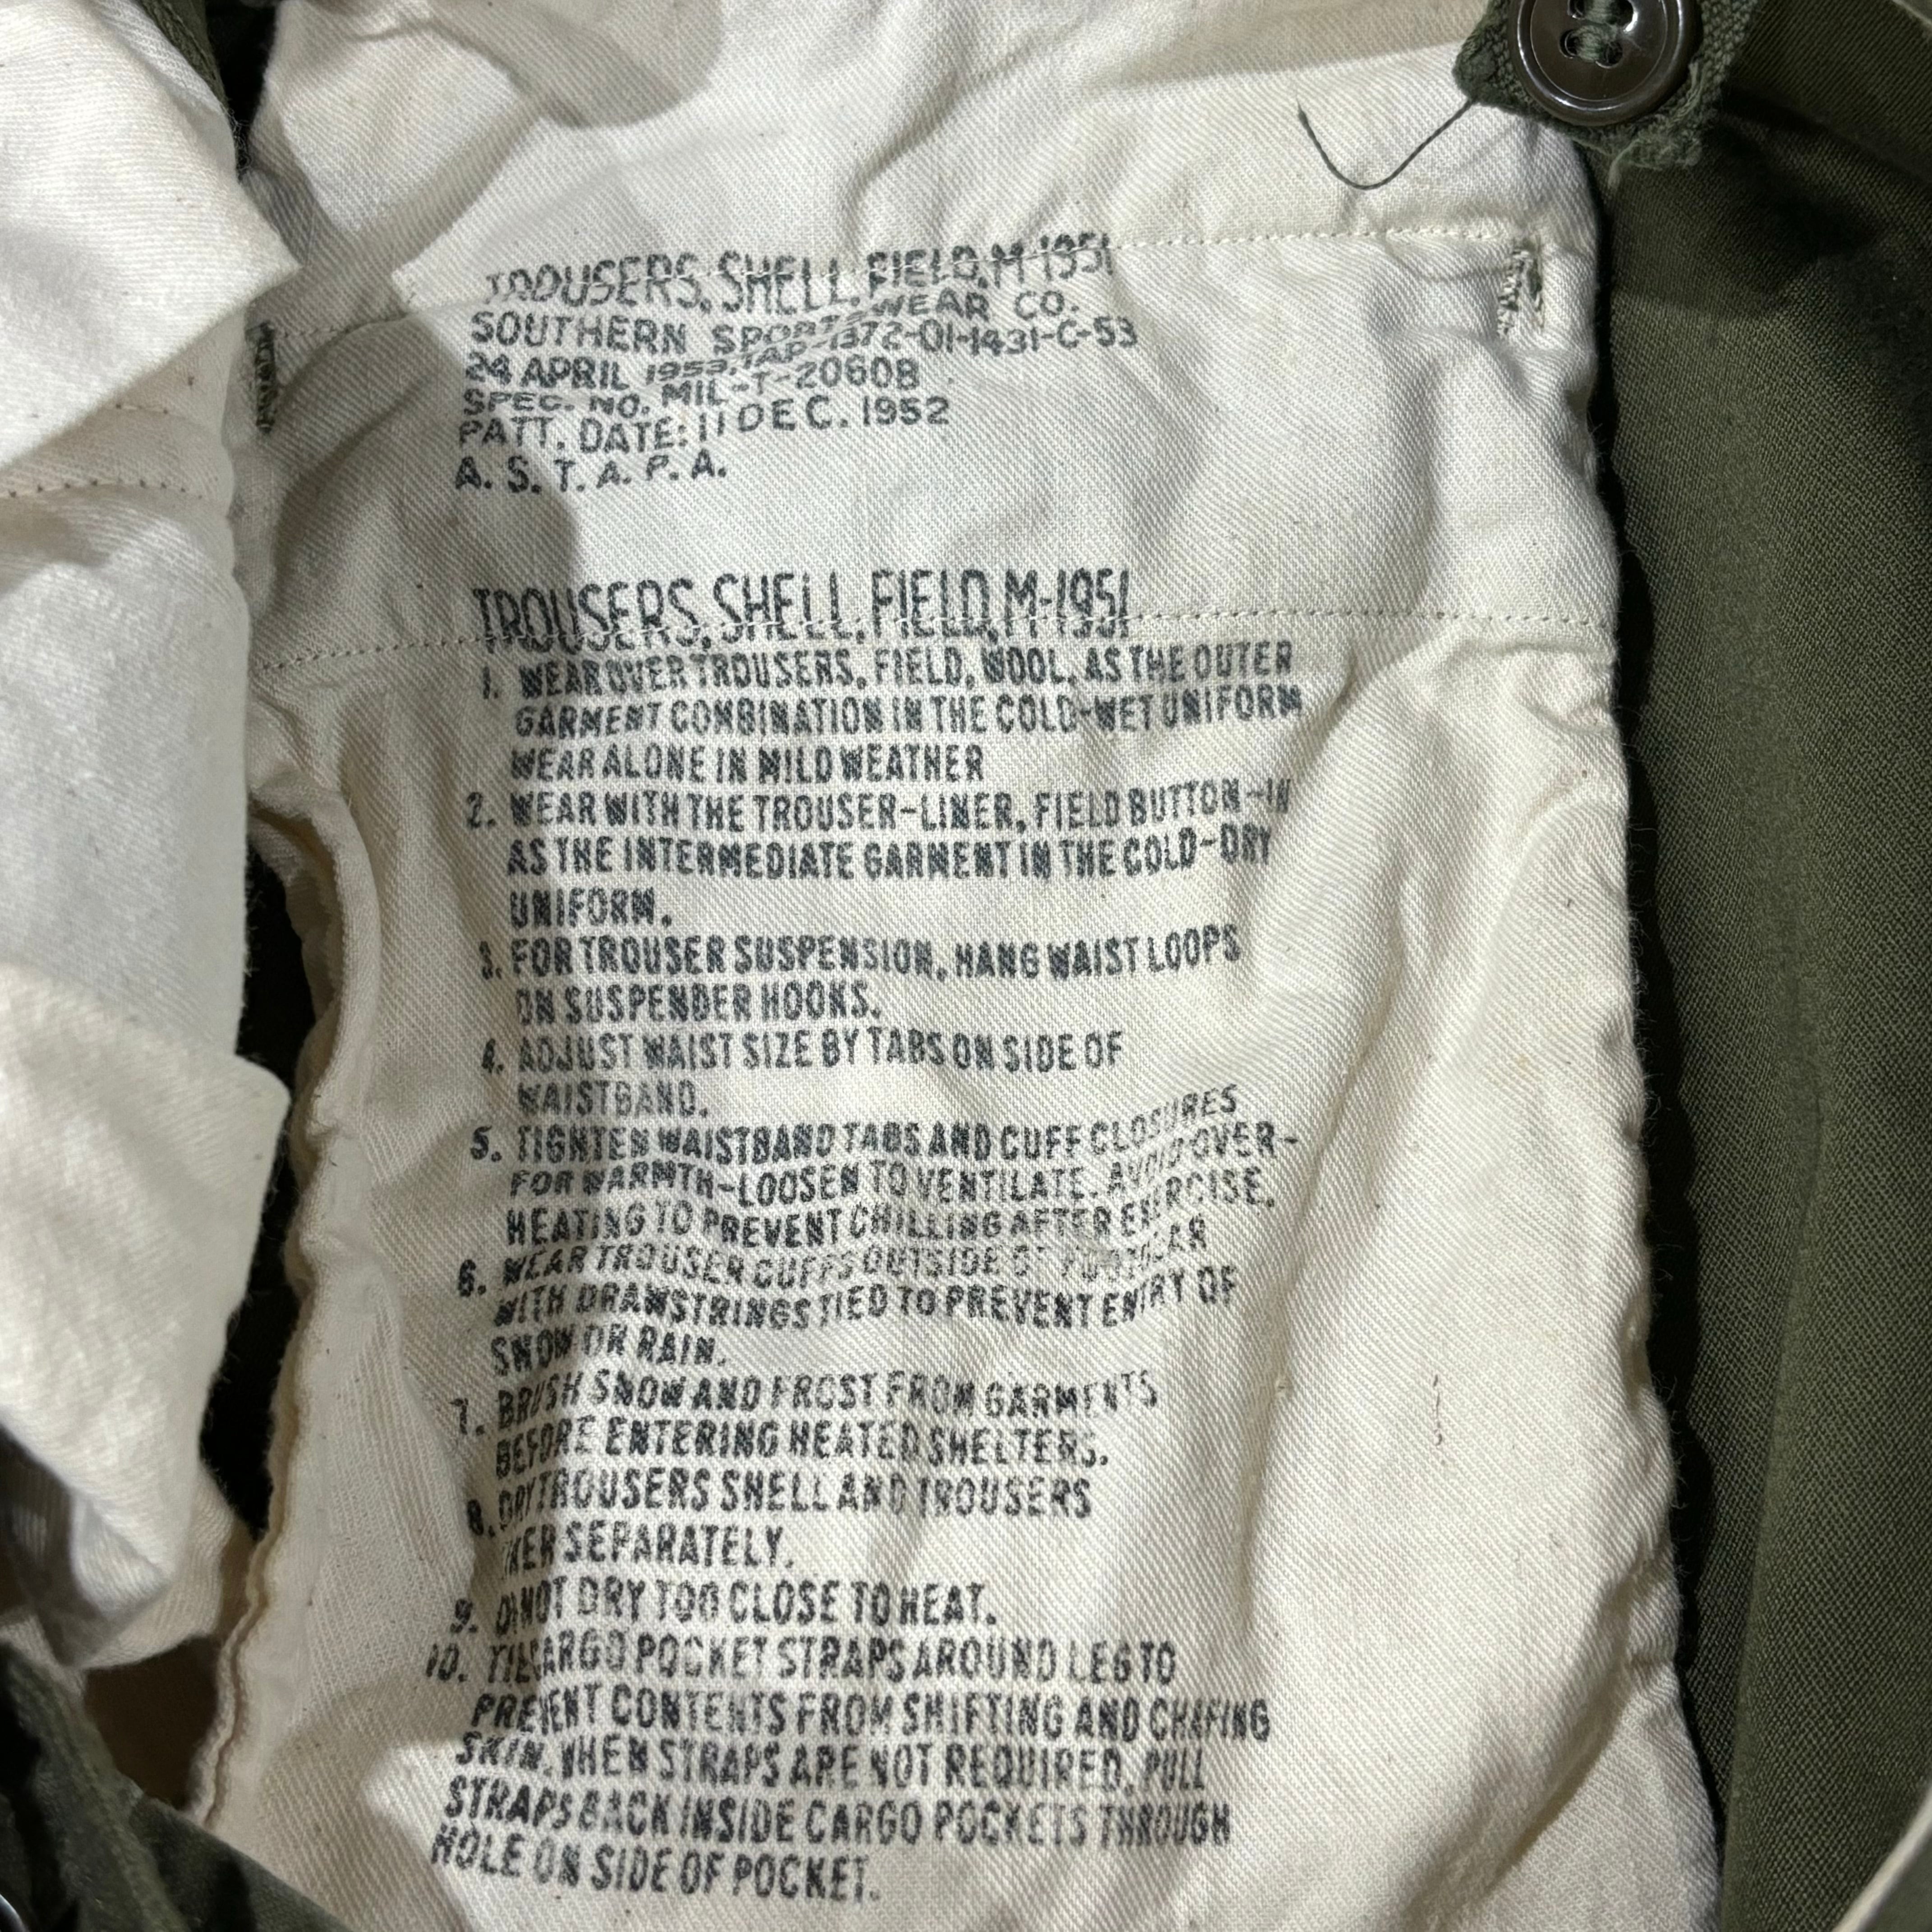 TROUSERS, SHELL, FIELD, M-1951
SOUTHERN SPORTSWEAR CO.
24 APRIL 1953, TAP-1372-01-1431-C-53
SPEC. NO. MIL-T-2060B
PATT. DATE: 11 DEC. 1952
A. S. T. A. P. A.
TROUSERS, SHELL, FIELD, M-1951
1. WEAR OVER TROUSERS, FIELD, WOOL, AS THE OUTER
GARMENT COMBINATION IN THE COLD-WET UNIFORM
WEAR ALONE IN MILD WEATHER
2. WEAR WITH THE TROUSER-LINER, FIELD BUTTON-IN
AS THE INTERMEDIATE GARMENT IN THE COLD-DRY
UNIFORM.
3. FOR TROUSER SUSPENSION, HANG WAIST LOOPS
ON SUSPENDER HOOKS.
4. ADJUST WAIST SIZE BY TABS ON SIDE OF
WAISTBAND.
5. TIGHTEN WAISTBAND TABS AND CUFF CLOSURES
FOR WARMTH-LOOSEN TO VENTILATE. AVOID OVER-
HEATING TO PREVENT CHILLING AFTER EXERCISE.
6. WEAR TROUSER CUFFS OUTSIDE OF FOOTGEAR
WITH DRAWSTRINGS TIED TO PREVENT ENTRY OF
SNOW OR RAIN.
7. BRUSH SNOW AND FROST FROM GARMENTS
BEFORE ENTERING HEATED SHELTERS.
8. DRY TROUSERS SHELL AND TROUSERS
SEPARATELY.
9. DO NOT DRY TOO CLOSE TO HEAT.
10. TIE CARGO POCKET STRAPS AROUND LEG TO
PREVENT CONTENTS FROM SHIFTING AND CHAFING
SKIN. WHEN STRAPS ARE NOT REQUIRED, PULL
STRAPS BACK INSIDE CARGO POCKETS THROUGH
HOLE ON SIDE OF POCKET.